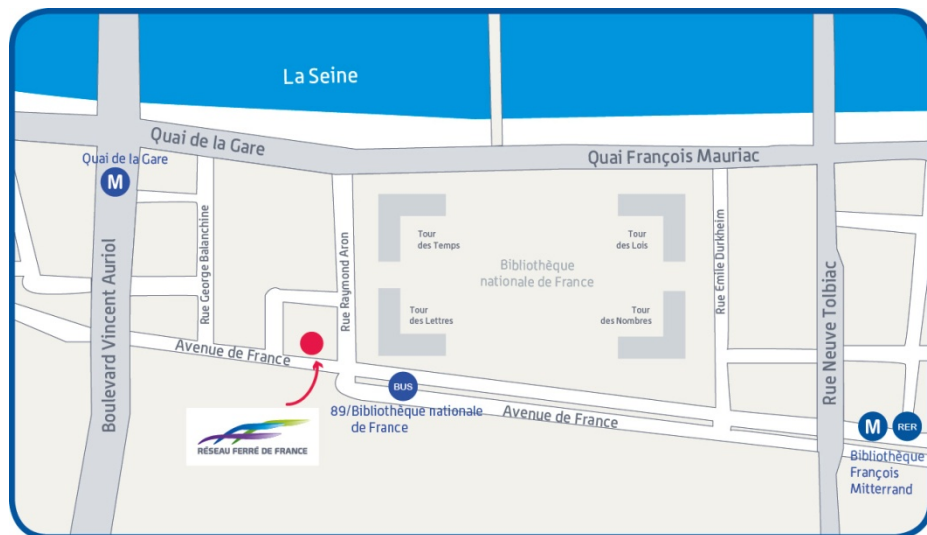 La Seine
Quai de la Gare
Quai François Mauriac
Quai de la Gare
M
Boulevard Vincent Auriol
Rue George Balanchine
Rue Raymond Aron
Tour
des Temps
Tour
des Lois
Bibliothèque
nationale de France
Tour
des Lettres
Tour
des Nombres
Rue Emile Durkheim
Rue Neuve Tolbiac
Avenue de France
BUS
89/Bibliothèque nationale
de France
Avenue de France
RÉSEAU FERRÉ DE FRANCE
M
RER
Bibliothèque
François
Mitterrand